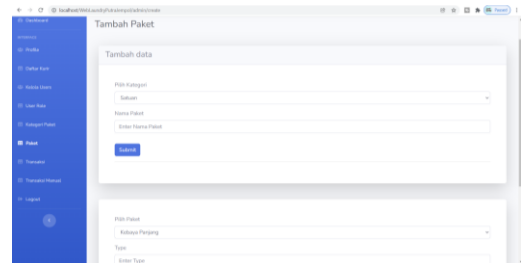 Dashboard
Tambah Paket
Profile
Tambah data
Daftar Kurir
Kelola Users
Pilih Kategori
Satuan
User Rate
Nama Paket
Kategori Paket
Enter Nama Paket
Paket
Submit
Transaksi
Transaksi Manual
Logout
Pilih Paket
Kebaya Panjang
Type
Enter Type